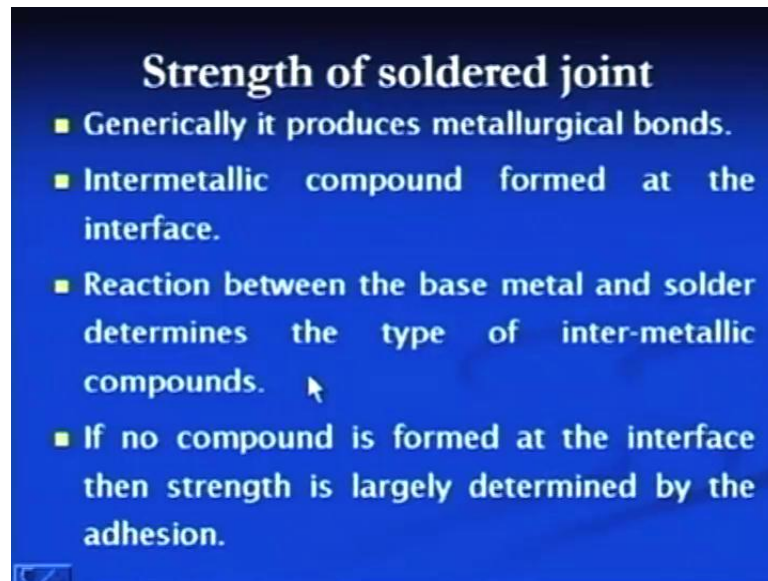 Strength of soldered joint
Generically it produces metallurgical bonds.
Intermetallic compound formed at the
interface.
Reaction between the base metal and solder
determines the type of inter-metallic
compounds.
If no compound is formed at the interface
then strength is largely determined by the
adhesion.